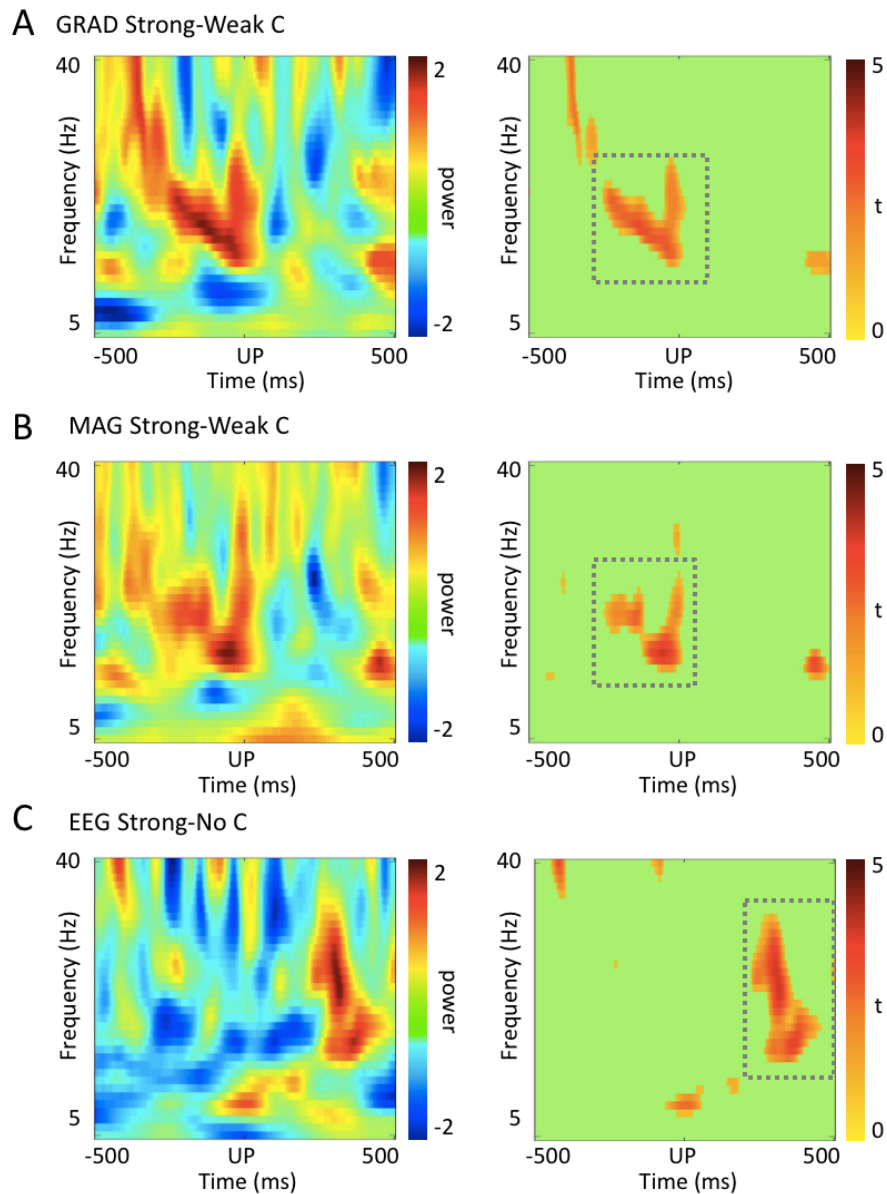 A GRAD Strong-Weak C
40
Frequency (Hz)
5
-500 UP 500
Time (ms)
2
power
-2
40
Frequency (Hz)
5
-500 UP 500
Time (ms)
5
t
0
B MAG Strong-Weak C
40
Frequency (Hz)
5
-500 UP 500
Time (ms)
2
power
-2
40
Frequency (Hz)
5
-500 UP 500
Time (ms)
5
t
0
C EEG Strong-No C
40
Frequency (Hz)
5
-500 UP 500
Time (ms)
2
power
-2
40
Frequency (Hz)
5
-500 UP 500
Time (ms)
5
t
0